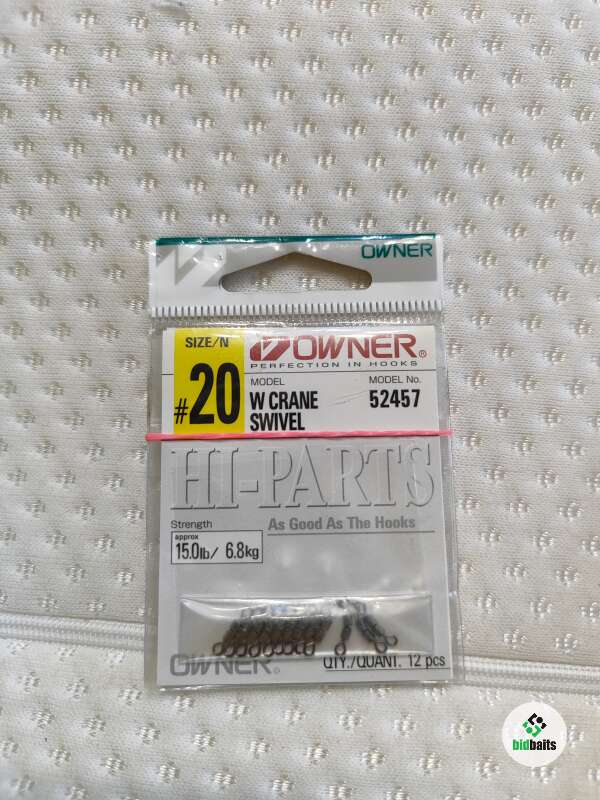 OWNER
SIZE/N
#20
OWNER®
PERFECTION IN HOOKS
MODEL
W CRANE
SWIVEL
MODEL No.
52457
HI-PARTS
As Good As The Hooks
Strength
approx
15.0lb/ 6.8kg
OWNER®
QTY./QUANT. 12 pcs
bidbaits